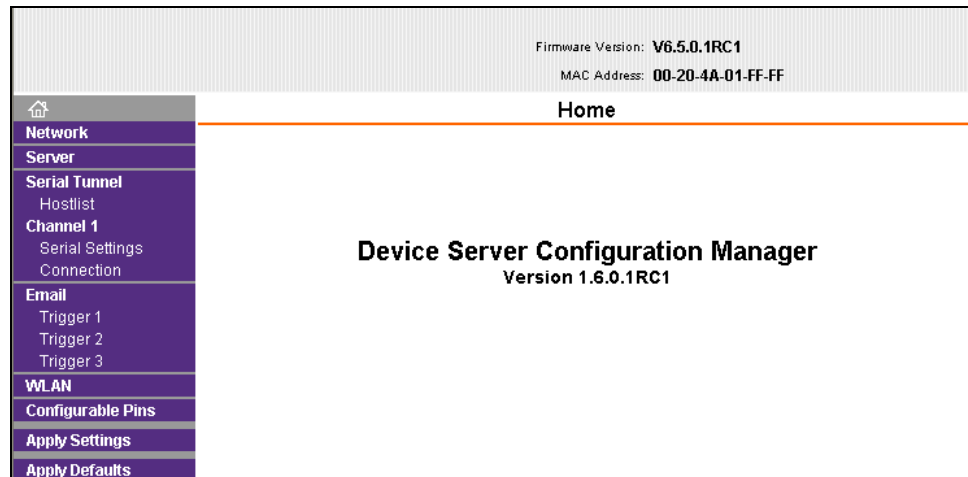 Firmware Version: V6.5.0.1RC1
MAC Address: 00-20-4A-01-FF-FF
Home
Network
Server
Serial Tunnel
Hostlist
Channel 1
Serial Settings
Connection
Email
Trigger 1
Trigger 2
Trigger 3
WLAN
Configurable Pins
Apply Settings
Apply Defaults
Device Server Configuration Manager
Version 1.6.0.1RC1